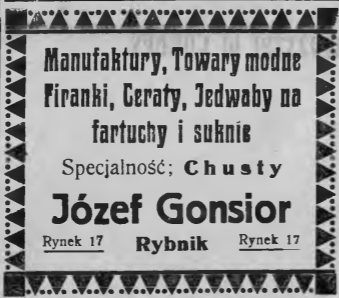 Manufaktury, Towary modne
Firanki, Ceraty, Jedwaby na
fartuchy i suknie
Specjalność; Chusty
Józef Gonsior
Rynek 17 Rybnik Rynek 17